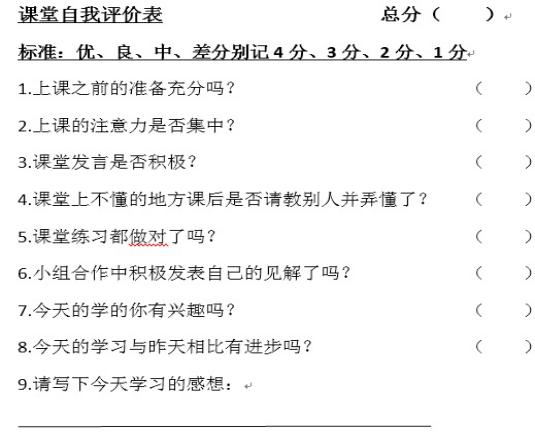 课堂自我评价表 总分（ ）
标准：优、良、中、差分别记 4 分、3 分、2 分、1 分
1.上课之前的准备充分吗？ （ ）
2.上课的注意力是否集中？ （ ）
3.课堂发言是否积极？ （ ）
4.课堂上不懂的地方课后是否请教别人并弄懂了？ （ ）
5.课堂练习都做对了吗？ （ ）
6.小组合作中积极发表自己的见解了吗？ （ ）
7.今天的学的你有兴趣吗？ （ ）
8.今天的学习与昨天相比有进步吗？ （ ）
9.请写下今天学习的感想：